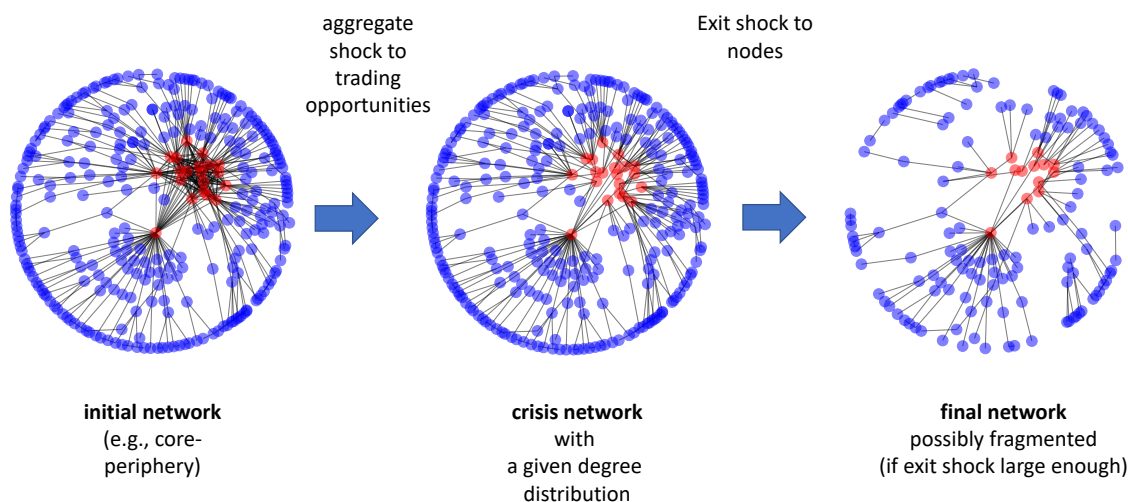 aggregate
shock to
trading
opportunities
Exit shock to
nodes
initial network
(e.g., core-
periphery)
crisis network
with
a given degree
distribution
final network
possibly fragmented
(if exit shock large enough)